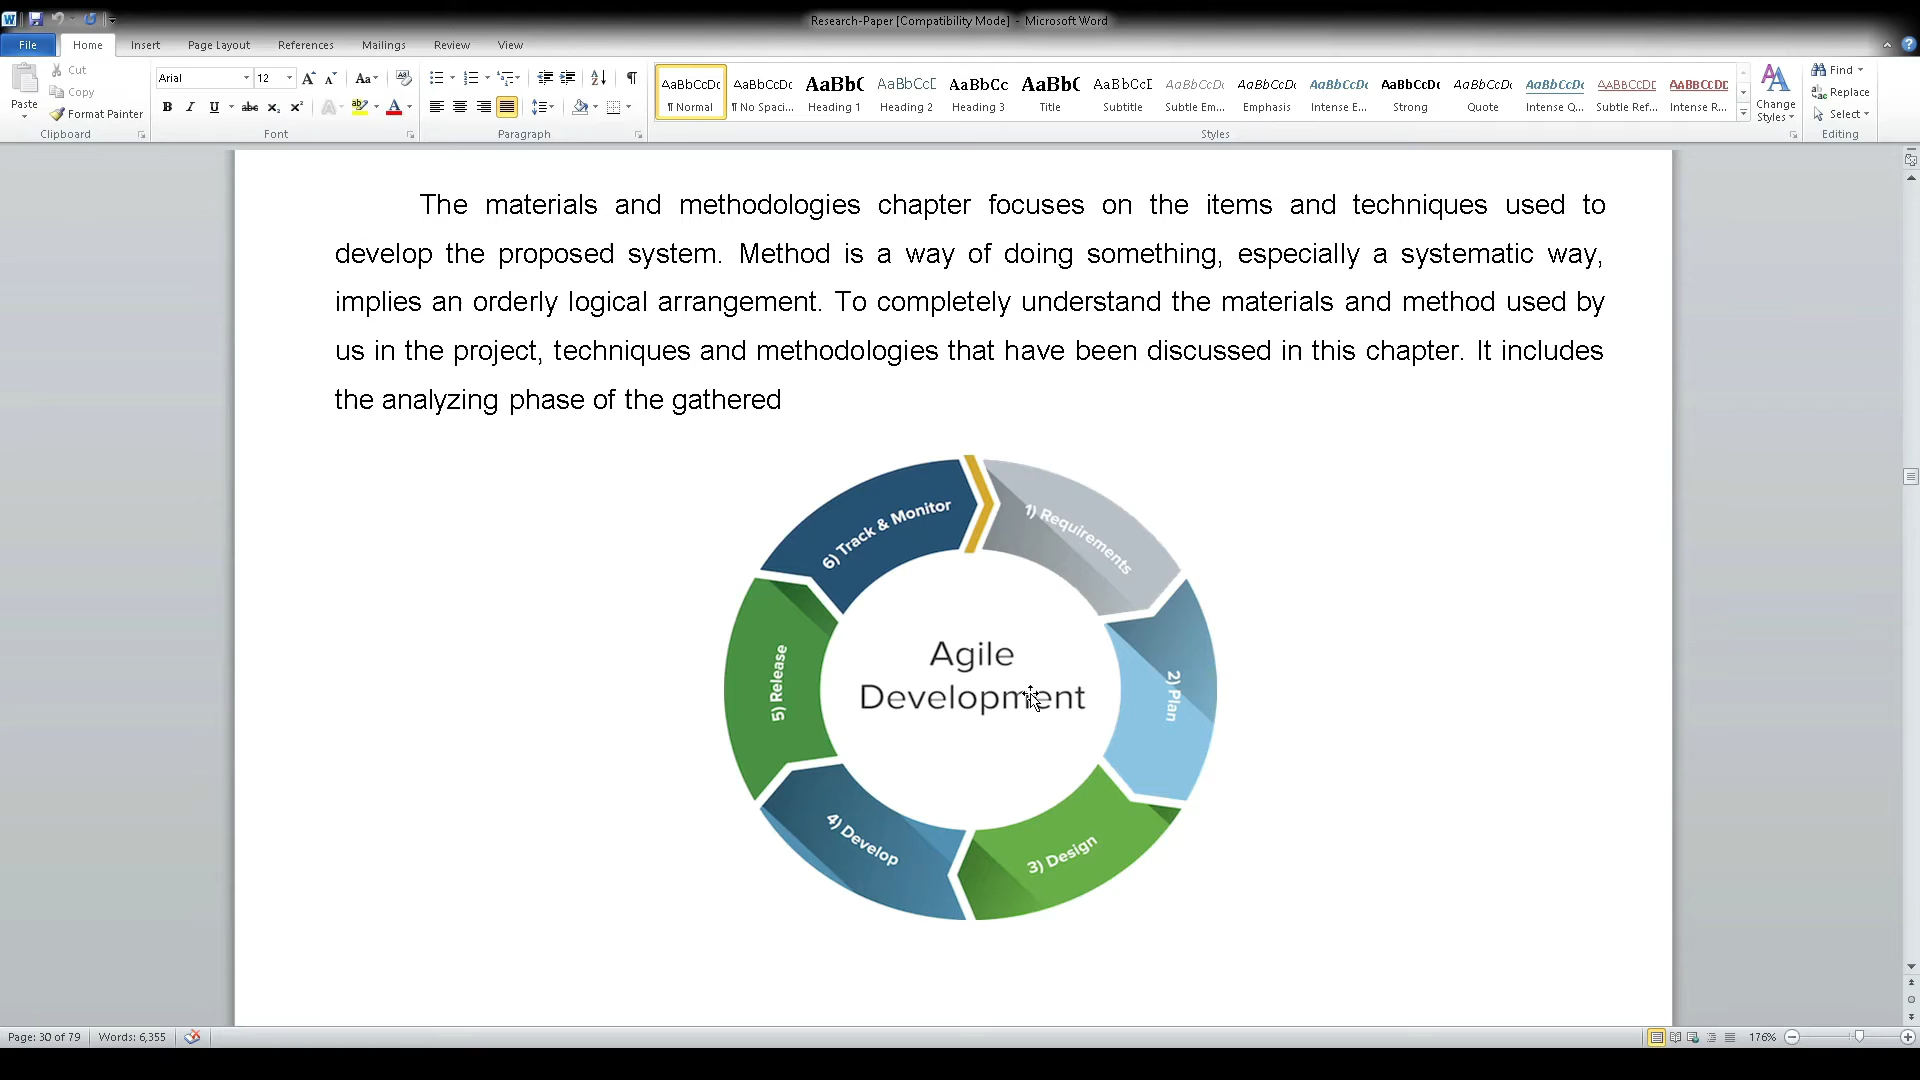 Research-Paper [Compatibility Mode] - Microsoft Word
File Home Insert Page Layout References Mailings Review View
Paste
Cut
Copy
Format Painter
Clipboard
Arial 12
Font
Paragraph
AaBbCcDc AaBbCcDc AaBbC AaBbCcD AaBbCc AaBbC AaBbCcD AaBbCcDc AaBbCcDc AaBbCcDc AaBbCcDc AaBbCcDc AaBbCcDc AABBCCDD AABBCCDD
¶ Normal ¶ No Spaci... Heading 1 Heading 2 Heading 3 Title Subtitle Subtle Em... Emphasis Intense E... Strong Quote Intense Q... Subtle Ref... Intense R...
Styles
Change
Styles
Find
Replace
Select
Editing
The materials and methodologies chapter focuses on the items and techniques used to
develop the proposed system. Method is a way of doing something, especially a systematic way,
implies an orderly logical arrangement. To completely understand the materials and method used by
us in the project, techniques and methodologies that have been discussed in this chapter. It includes
the analyzing phase of the gathered
Agile
Development
1) Requirements
2) Plan
3) Design
4) Develop
5) Release
6) Track & Monitor
Page: 30 of 79 Words: 6,355
176%